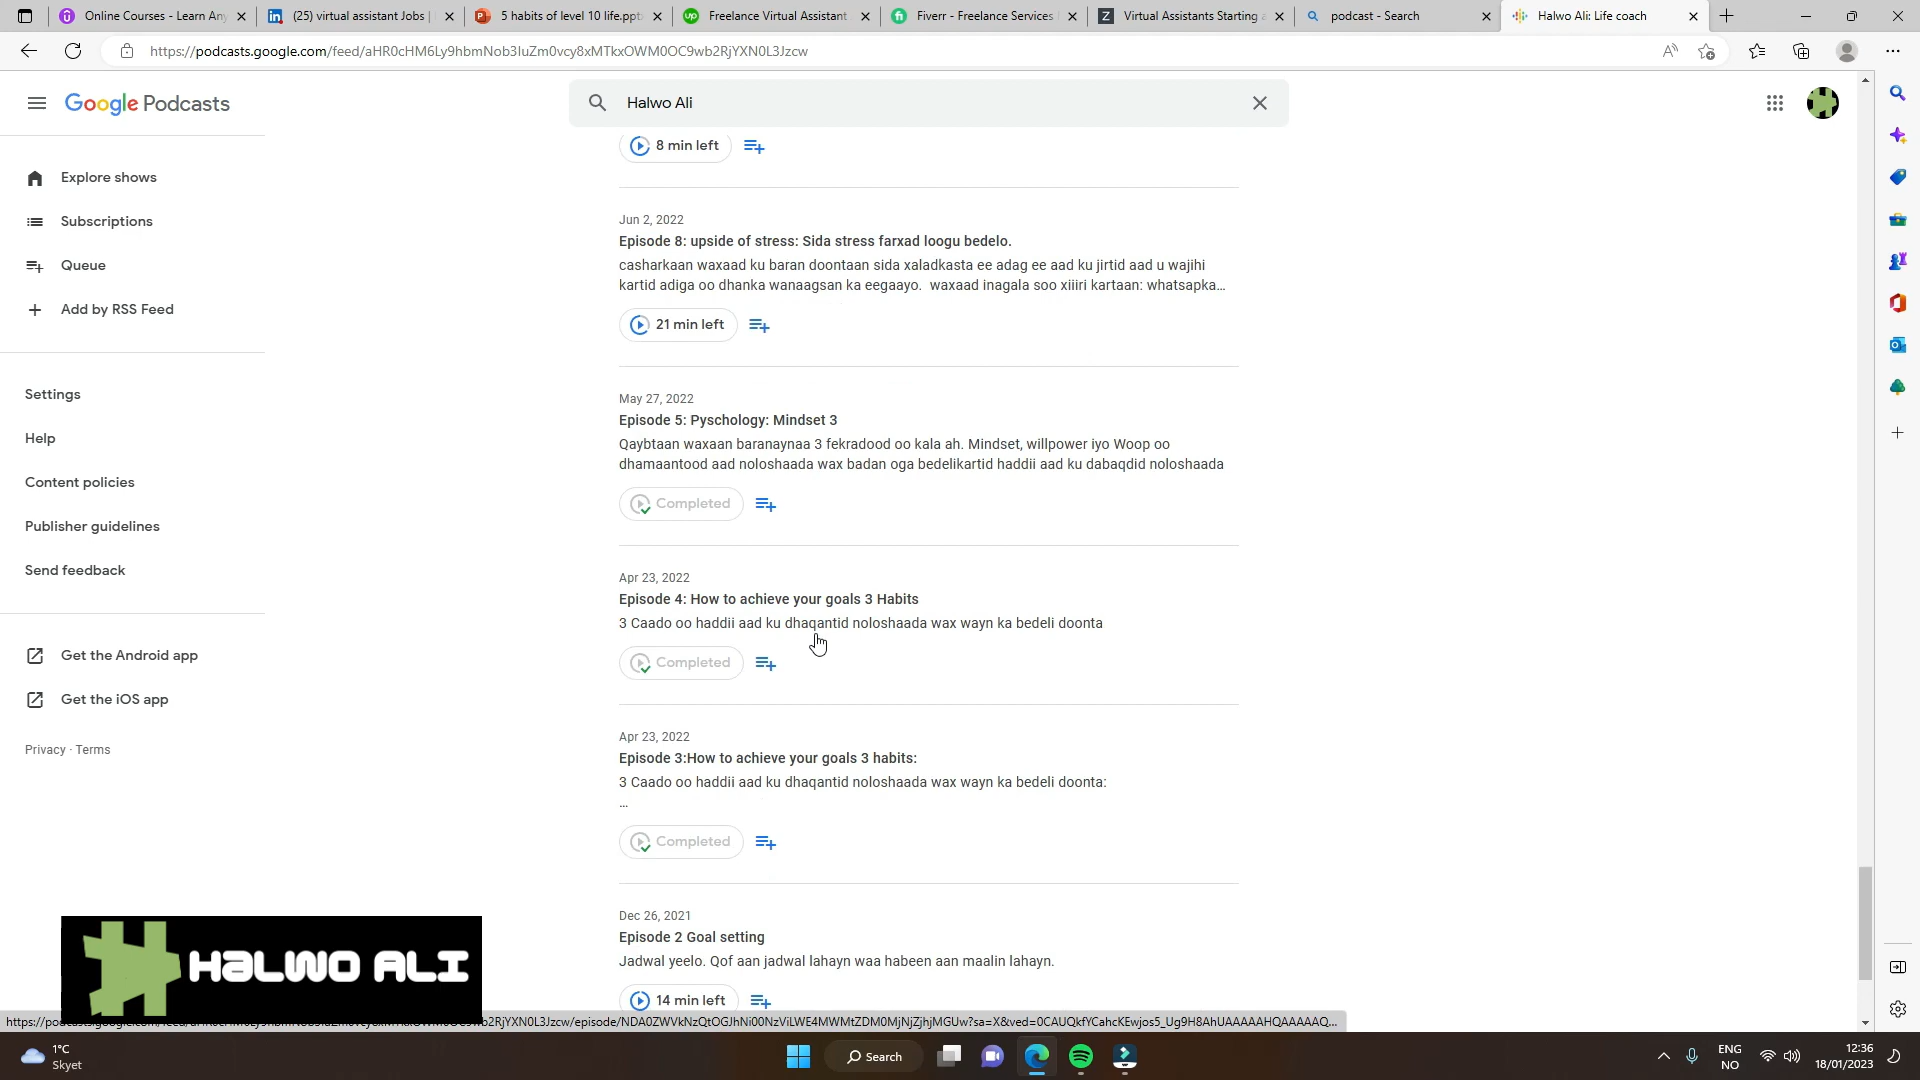 Online Courses - Learn Any
(25) virtual assistant Jobs |
5 habits of level 10 life.ppt
Freelance Virtual Assistant
Fiverr - Freelance Services
Virtual Assistants Starting a
podcast - Search
Halwo Ali: Life coach
Google Podcasts
Halwo Ali
Explore shows
Subscriptions
Queue
Add by RSS Feed
Settings
Help
Content policies
Publisher guidelines
Send feedback
Get the Android app
Get the iOS app
Privacy · Terms
8 min left
Jun 2, 2022
Episode 8: upside of stress: Sida stress farxad loogu bedelo.
casharkaan waxaad ku baran doontaan sida xaladkasta ee adag ee aad ku jirtid aad u wajihi
kartid adiga oo dhanka wanaagsan ka eegaayo. waxaad inagala soo xiiiri kartaan: whatsapka...
21 min left
May 27, 2022
Episode 5: Pyschology: Mindset 3
Qaybtaan waxaan baranaynaa 3 fekradood oo kala ah. Mindset, willpower iyo Woop oo
dhamaantood aad noloshaada wax badan oga bedelikartid haddii aad ku dabaqdid noloshaada
Completed
Apr 23, 2022
Episode 4: How to achieve your goals 3 Habits
3 Caado oo haddii aad ku dhaqantid noloshaada wax wayn ka bedeli doonta
Completed
Apr 23, 2022
Episode 3:How to achieve your goals 3 habits:
3 Caado oo haddii aad ku dhaqantid noloshaada wax wayn ka bedeli doonta:
...
Completed
Dec 26, 2021
Episode 2 Goal setting
Jadwal yeelo. Qof aan jadwal lahayn waa habeen aan maalin lahayn.
14 min left
HALWO ALI
1°C
Skyet
Search
ENG
NO
12:36
18/01/2023